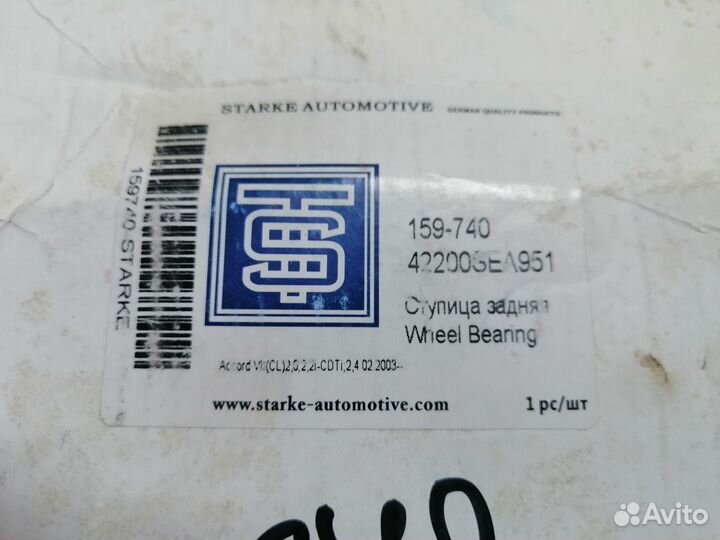 STARKE AUTOMOTIVE GERMAN QUALITY PRODUCTS
159740-STARKE
159-740
42200SEA951
Ступица задняя
Wheel Bearing
Accord VII(CL)2,0,2,2i-CDTi;2,4 02.2003--
www.starke-automotive.com
1 pc/шт
Avito